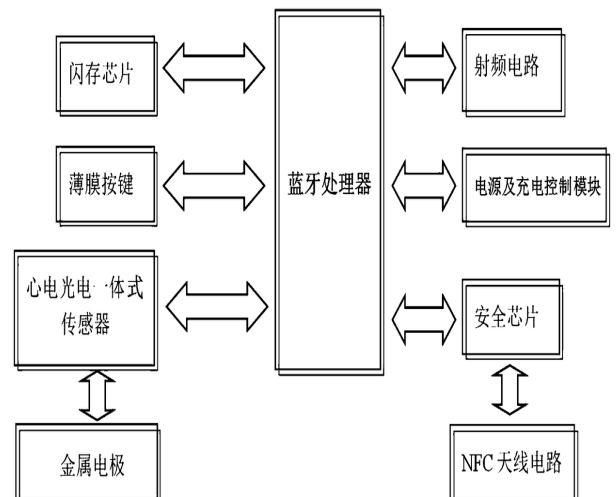 闪存芯片
射频电路
薄膜按键
蓝牙处理器
电源及充电控制模块
心电光电一体式
传感器
安全芯片
金属电极
NFC天线电路